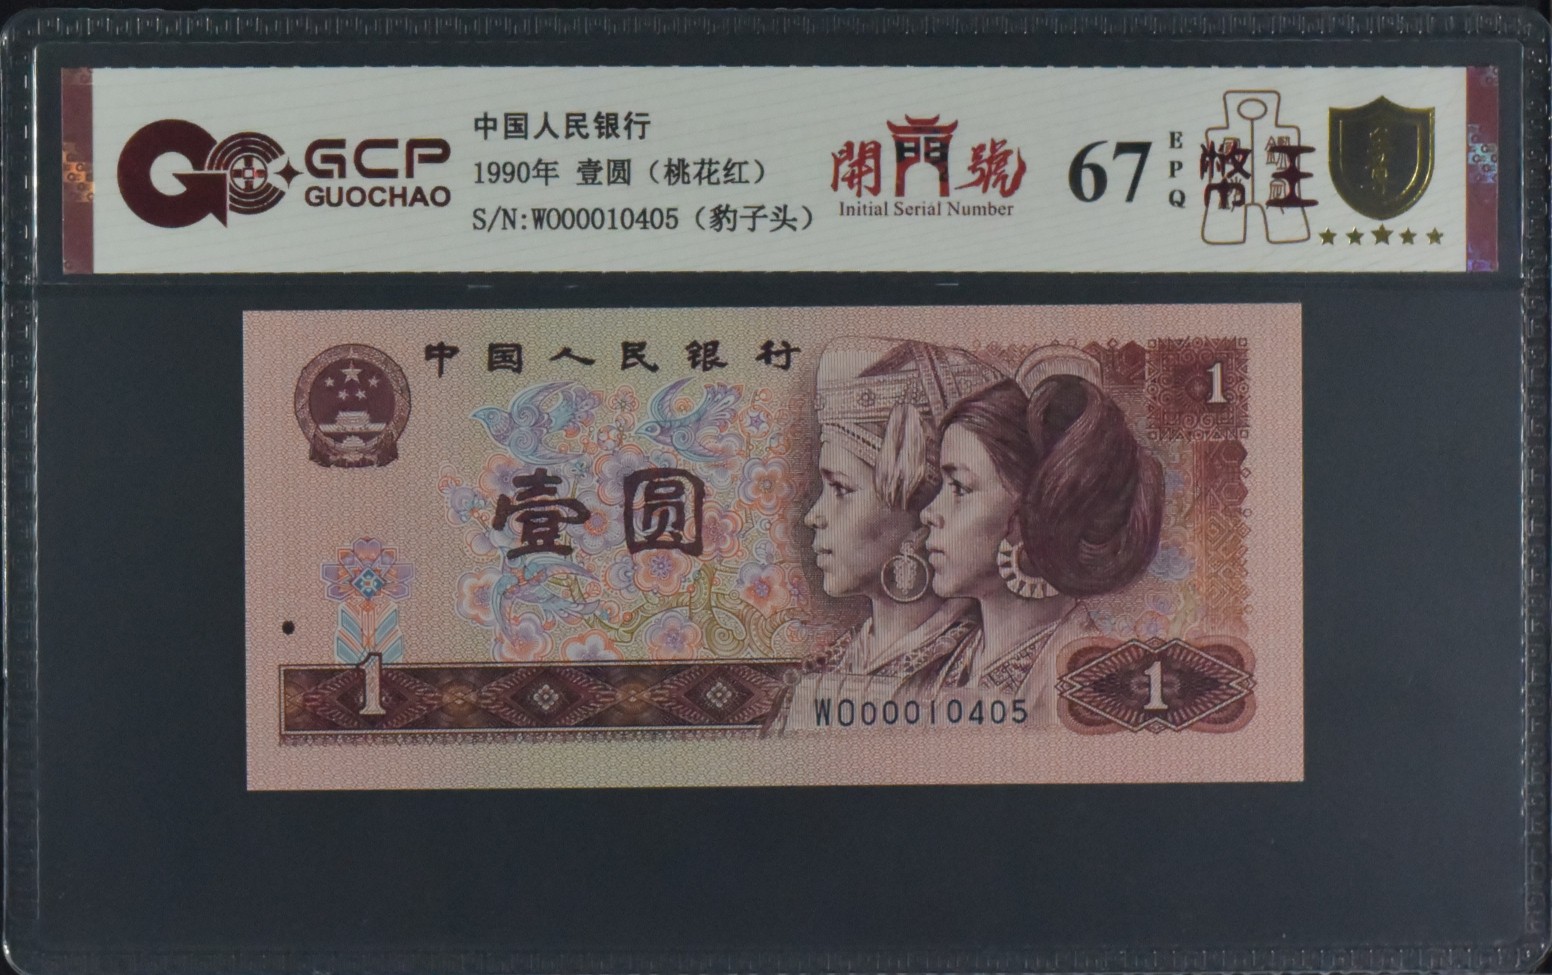 GCP
GUOCHAO
中国人民银行
1990年 壹圆（桃花红）
S/N:WO00010405（豹子头）
開門號
Initial Serial Number
67
EPQ
中国人民银行
1
壹圆
1
1
WO00010405